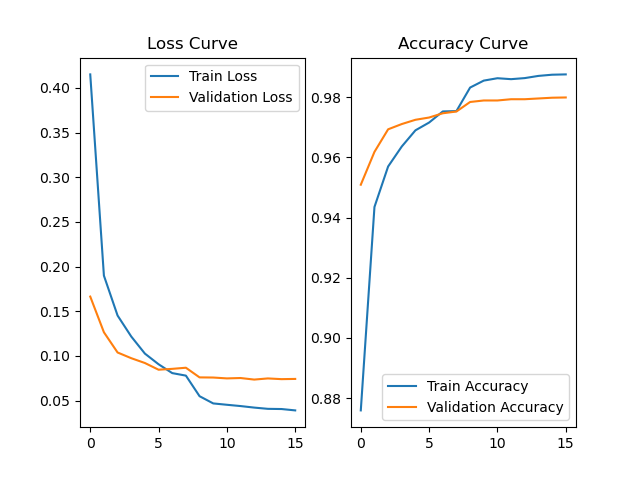 Loss Curve
Train Loss
Validation Loss
0.40
0.35
0.30
0.25
0.20
0.15
0.10
0.05
0 5 10 15
Accuracy Curve
0.98
0.96
0.94
0.92
0.90
0.88
Train Accuracy
Validation Accuracy
0 5 10 15